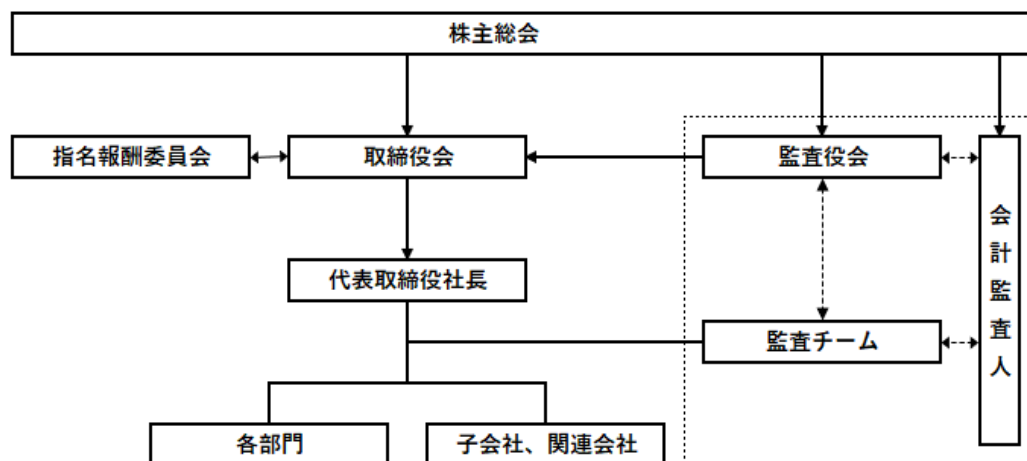 株主総会
指名報酬委員会
取締役会
監査役会
会計監査人
代表取締役社長
監査チーム
各部門
子会社、関連会社